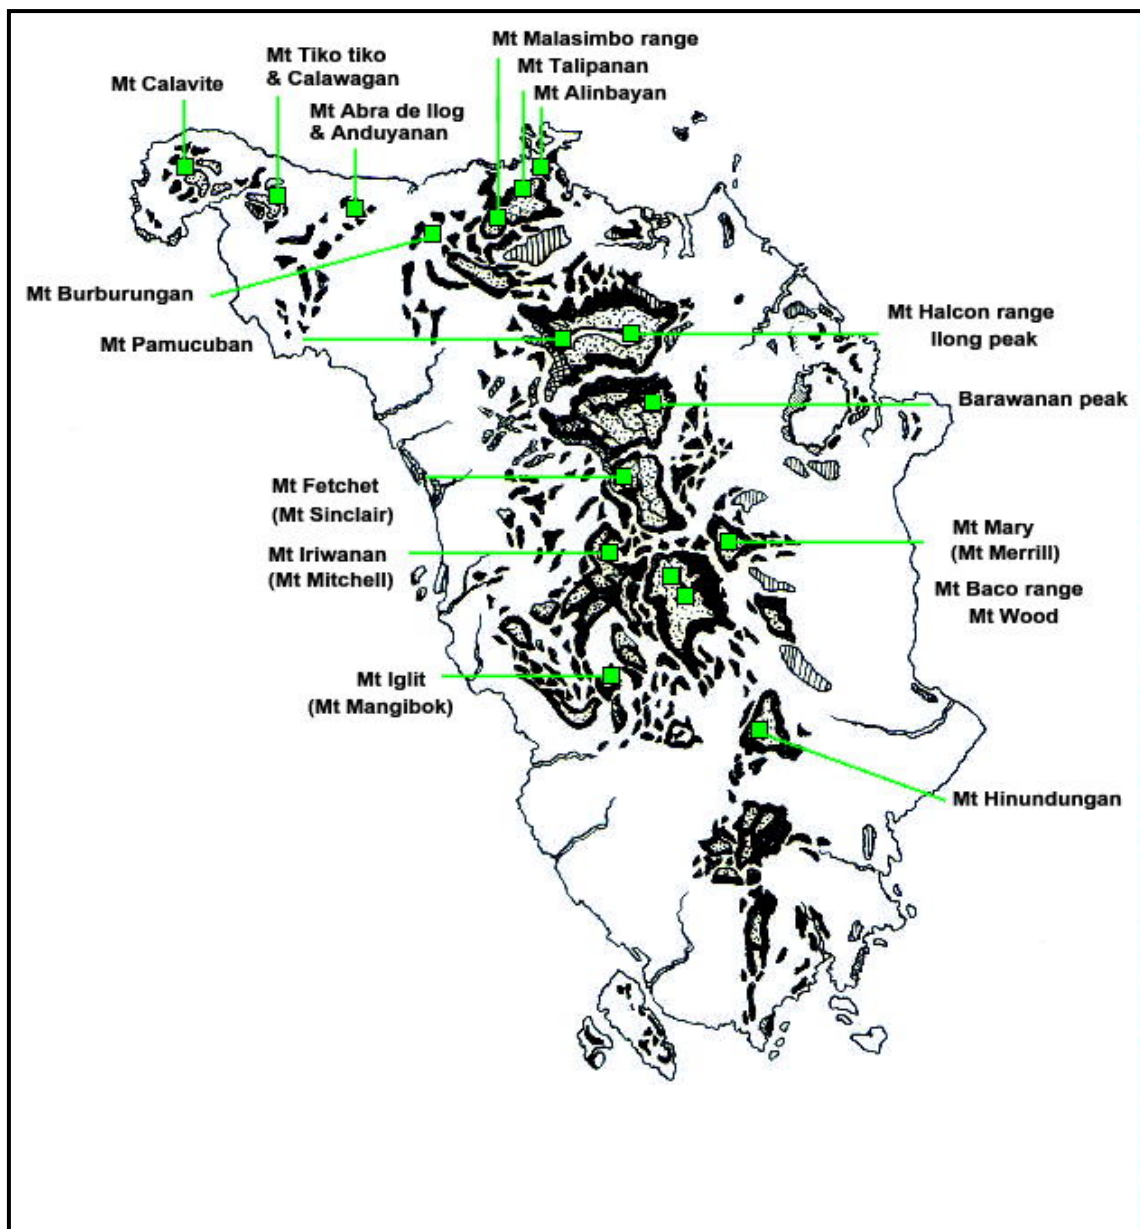 Mt Malasimbo range
Mt Tiko tiko
& Calawagan
Mt Talipanan
Mt Calavite
Mt Alinbayan
Mt Abra de Ilog
& Anduyanan
Mt Burburungan
Mt Pamucuban
Mt Halcon range
Ilong peak
Barawanan peak
Mt Fetchet
(Mt Sinclair)
Mt Iriwanan
(Mt Mitchell)
Mt Mary
(Mt Merrill)
Mt Baco range
Mt Wood
Mt Iglit
(Mt Mangibok)
Mt Hinundungan